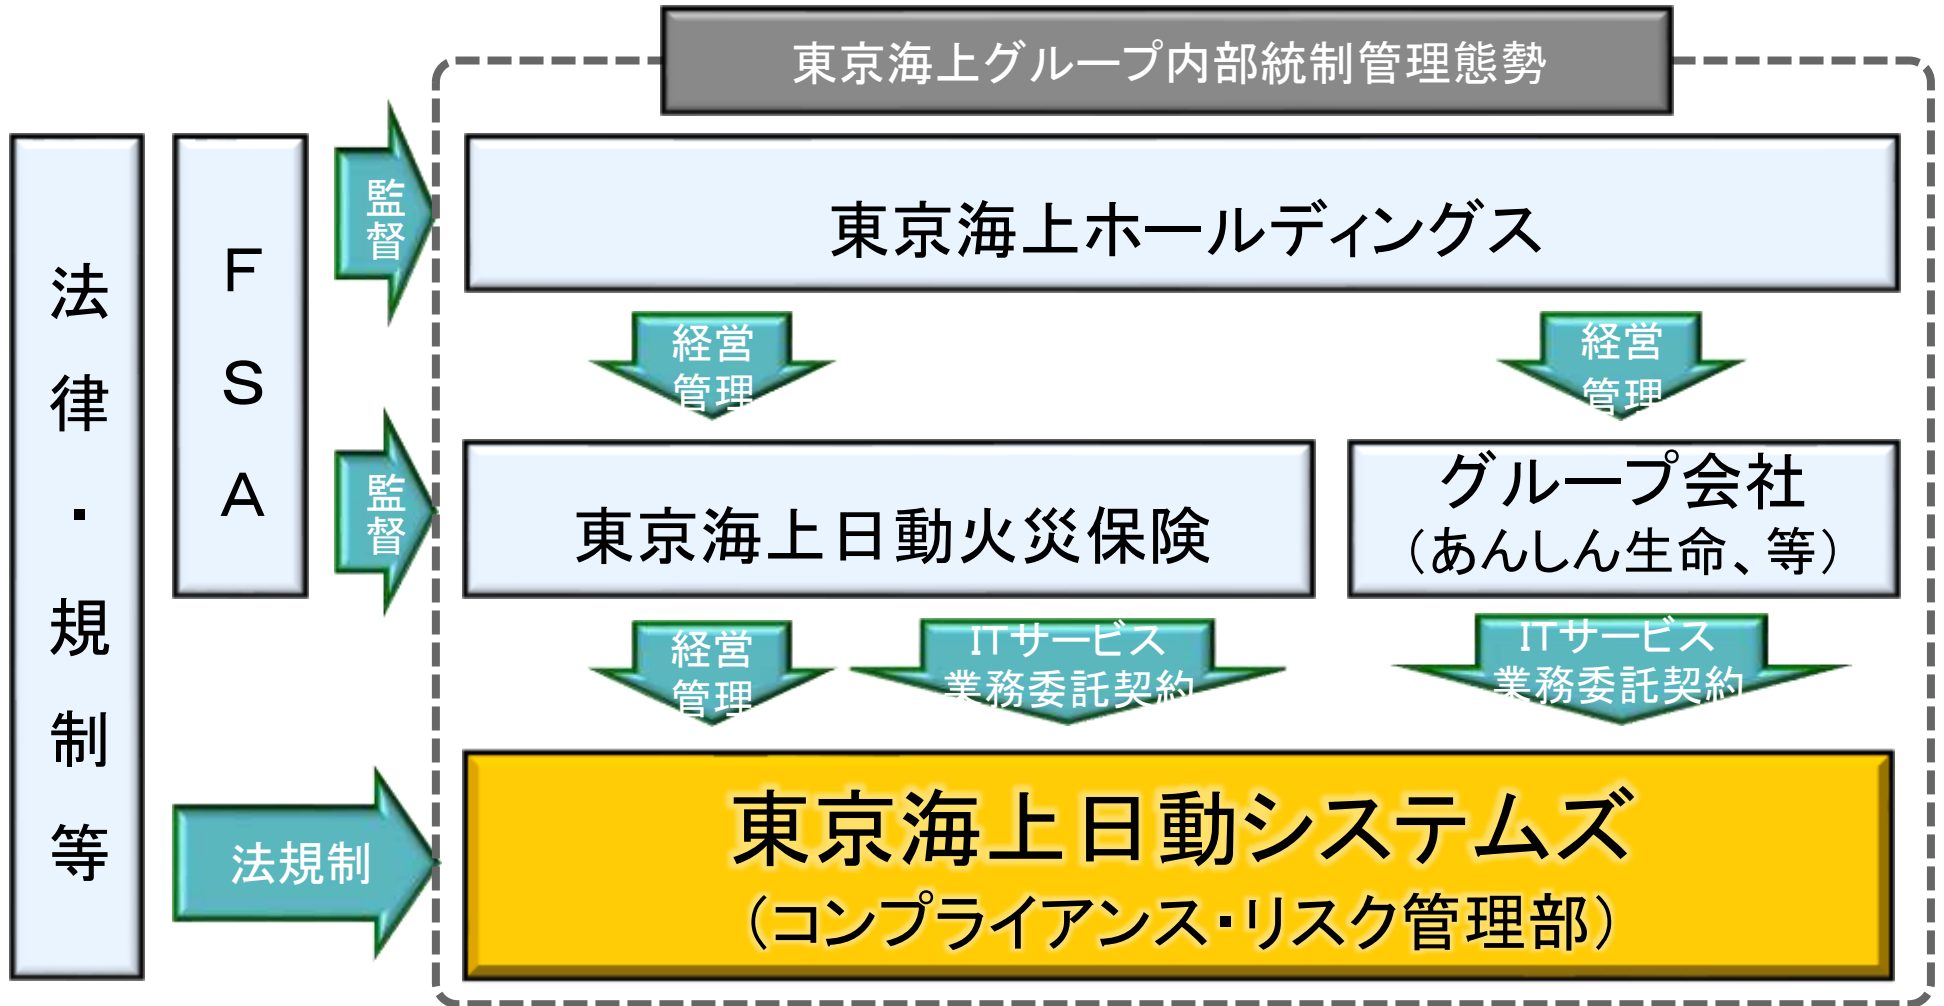 東京海上グループ内部統制管理態勢
法律・規制等
ＦＳＡ
監督
東京海上ホールディングス
経営
管理
経営
管理
監督
東京海上日動火災保険
グループ会社
（あんしん生命、等）
経営
管理
ITサービス
業務委託契約
ITサービス
業務委託契約
法規制
東京海上日動システムズ
（コンプライアンス・リスク管理部）